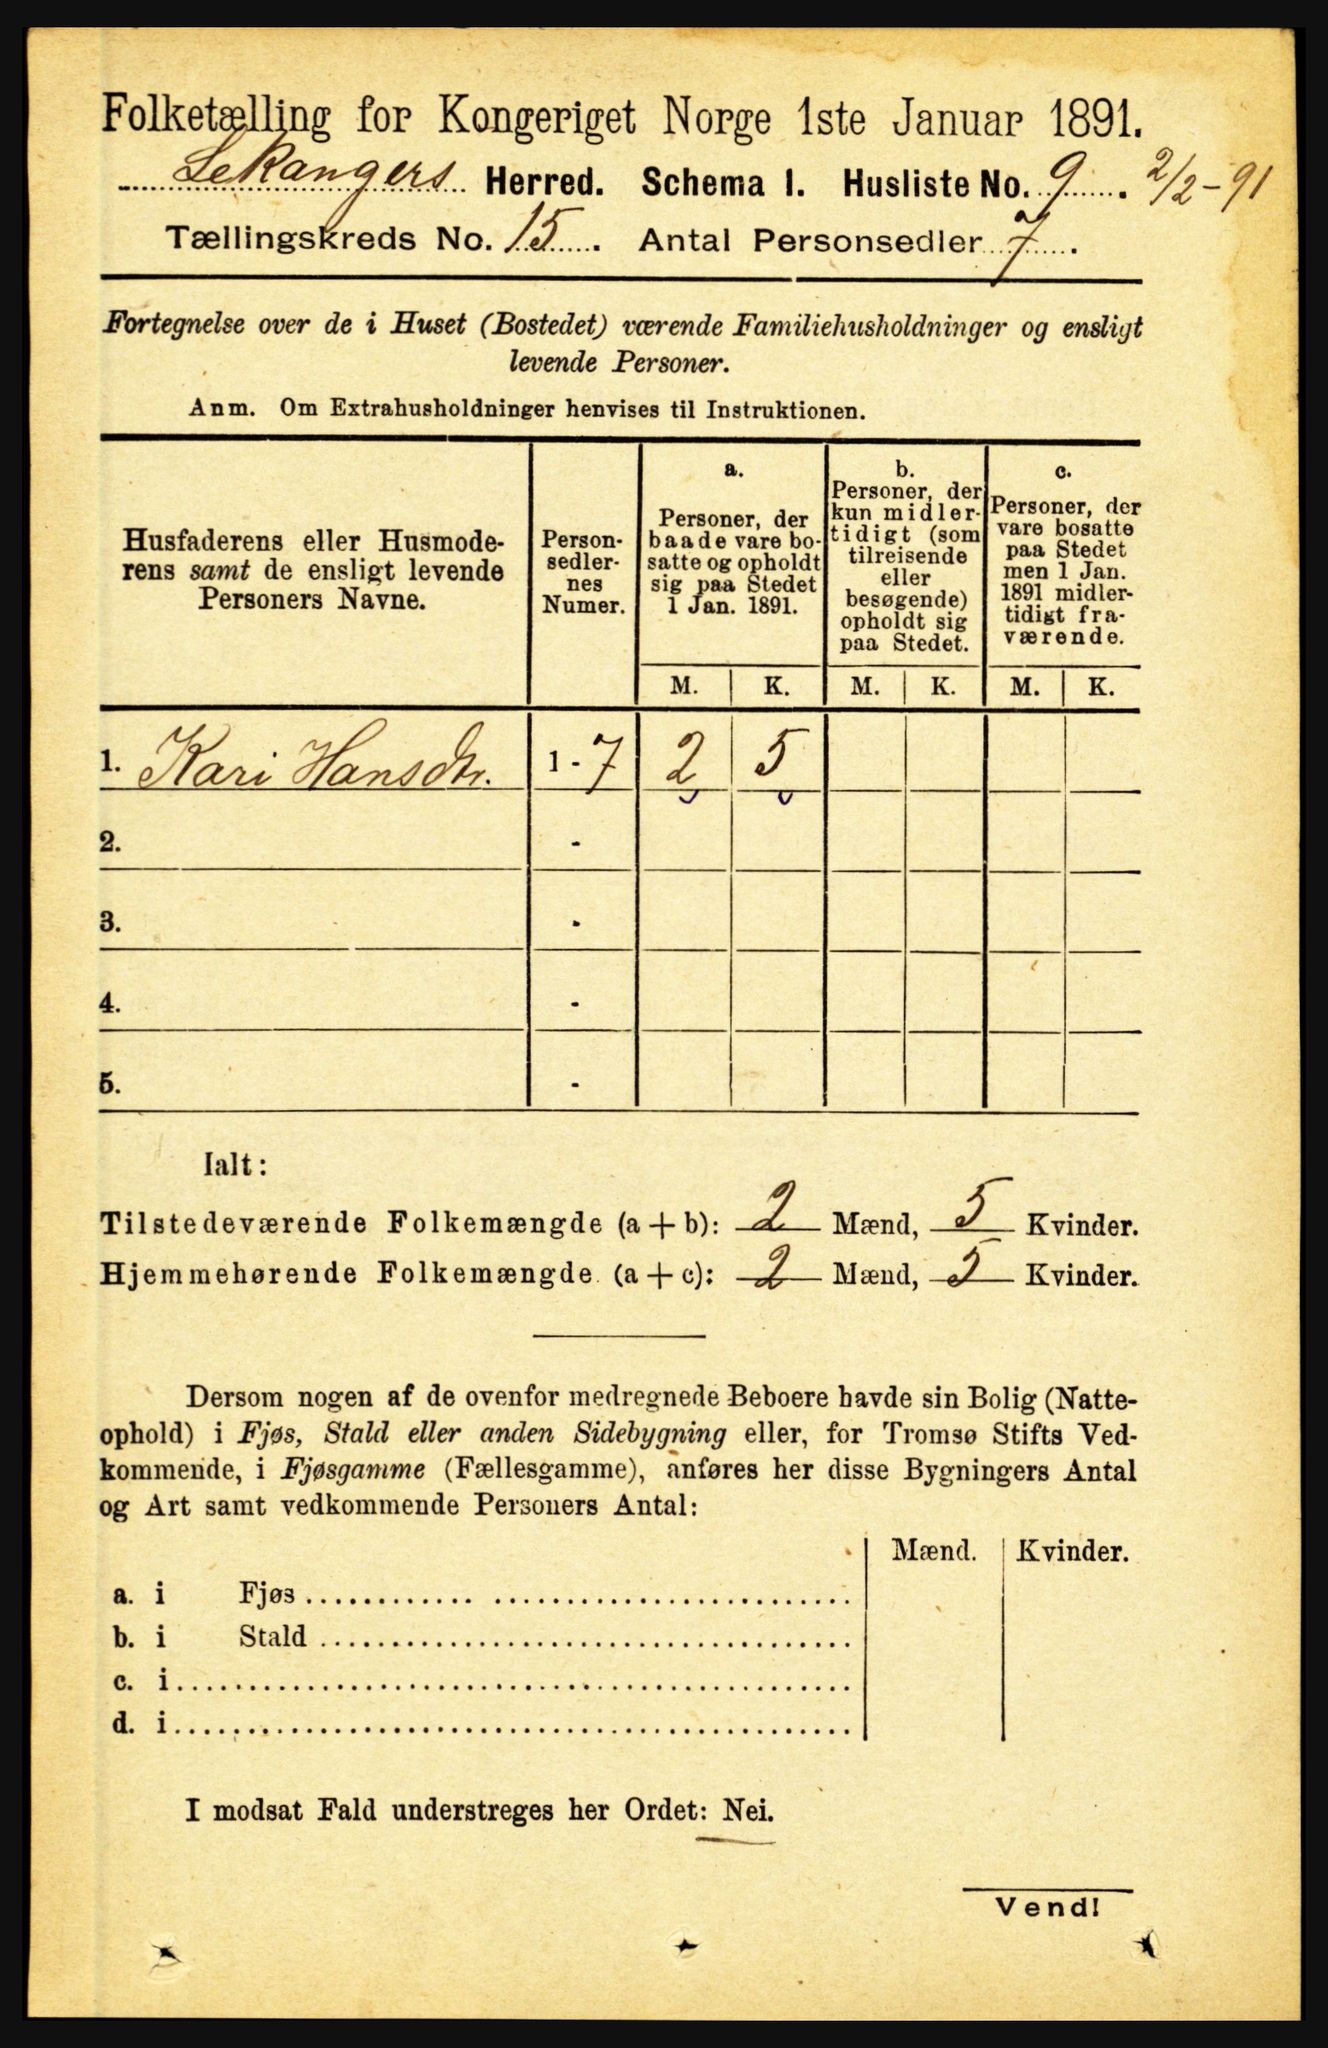 Folketælling for Kongeriget Norge 1ste Januar 1891.
Lekangers Herred. Schema I. Husliste No. 9. 2/2-91
Tællingskreds No. 15. Antal Personsedler 7.
Fortegnelse over de i Huset (Bostedet) værende Familiehusholdninger og ensligt
levende Personer.
Anm. Om Extrahusholdninger henvises til Instruktionen.
Husfaderens eller Husmode-
rens samt de ensligt levende
Personers Navne.
Person-
sedler-
nes
Numer.
a.
Personer, der
baade vare bo-
satte og opholdt
sig paa Stedet
1 Jan. 1891.
b.
Personer, der
kun midler-
tidigt (som
tilreisende
eller
besøgende)
opholdt sig
paa Stedet.
c.
Personer, der
vare bosatte
paa Stedet
men 1 Jan.
1891 midler-
tidigt fra-
værende.
M. K. M. K. M. K.
1. Kari Hansdtr. 1 - 7 2 5
2. -
3. -
4. -
5. -
Ialt:
Tilstedeværende Folkemængde (a + b): 2 Mænd, 5 Kvinder.
Hjemmehørende Folkemængde (a + c): 2 Mænd, 5 Kvinder.
Dersom nogen af de ovenfor medregnede Beboere havde sin Bolig (Natte-
ophold) i Fjøs, Stald eller anden Sidebygning eller, for Tromsø Stifts Ved-
kommende, i Fjøsgamme (Fællesgamme), anføres her disse Bygningers Antal
og Art samt vedkommende Personers Antal:
Mænd. Kvinder.
a. i Fjøs
b. i Stald
c. i
d. i
I modsat Fald understreges her Ordet: Nei.
Vend!